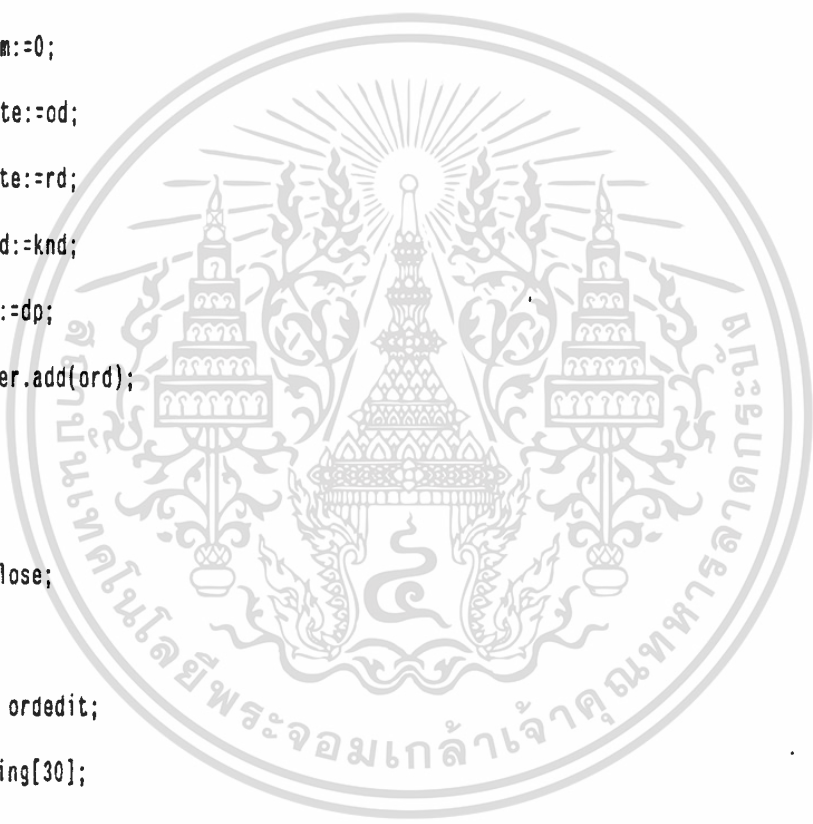 m:=0;
te:=od;
te:=rd;
d:=knd;
:=dp;
er.add(ord);
lose;
ordedit;
ing[30];
สถาบันเทคโนโลยีพระจอมเกล้าเจ้าคุณทหารลาดกระบัง